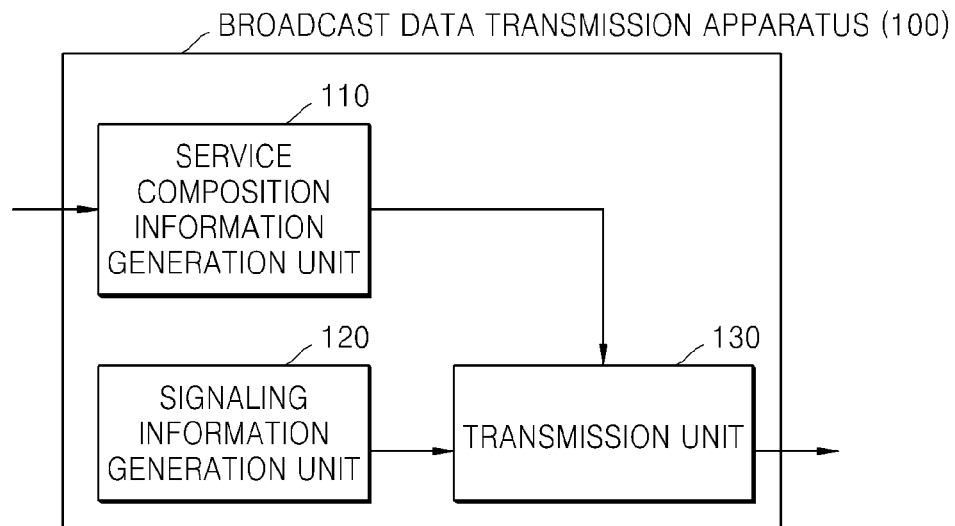 BROADCAST DATA TRANSMISSION APPARATUS (100)
110
SERVICE
COMPOSITION
INFORMATION
GENERATION UNIT
120
SIGNALING
INFORMATION
GENERATION UNIT
130
TRANSMISSION UNIT